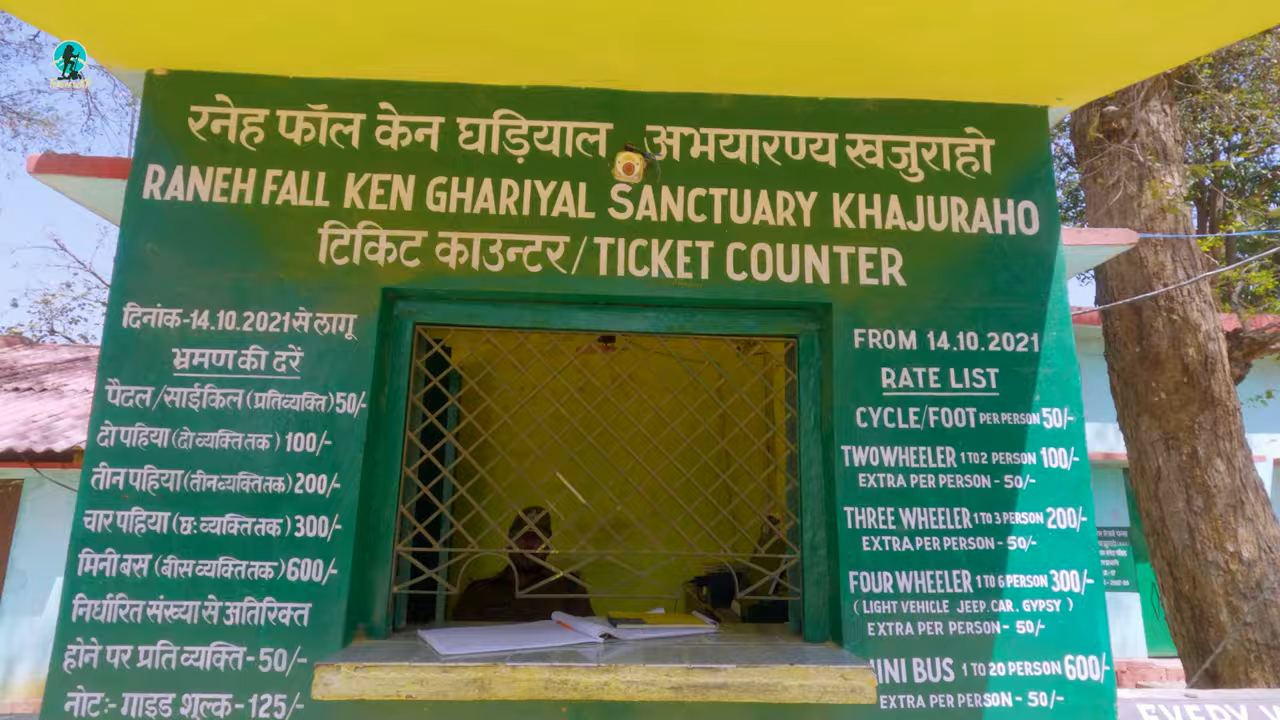 रनेह फॉल केन घड़ियाल अभयारण्य खजुराहो
RANEH FALL KEN GHARIYAL SANCTUARY KHAJURAHO
टिकिट काउन्टर/TICKET COUNTER
दिनांक-14.10.2021 से लागू
भ्रमण की दरें
पैदल/साईकिल (प्रतिव्यक्ति) 50/-
दो पहिया (दो व्यक्ति तक) 100/-
तीन पहिया (तीन व्यक्ति तक) 200/-
चार पहिया (छः व्यक्ति तक) 300/-
मिनी बस (बीस व्यक्ति तक) 600/-
निर्धारित संख्या से अतिरिक्त
होने पर प्रति व्यक्ति-50/-
नोटः- गाइड शुल्क-125/-
FROM 14.10.2021
RATE LIST
CYCLE/FOOT PER PERSON 50/-
TWO WHEELER 1 TO 2 PERSON 100/-
EXTRA PER PERSON - 50/-
THREE WHEELER 1 TO 3 PERSON 200/-
EXTRA PER PERSON - 50/-
FOUR WHEELER 1 TO 6 PERSON 300/-
( LIGHT VEHICLE JEEP. CAR. GYPSY )
EXTRA PER PERSON - 50/-
MINI BUS 1 TO 20 PERSON 600/-
EXTRA PER PERSON - 50/-